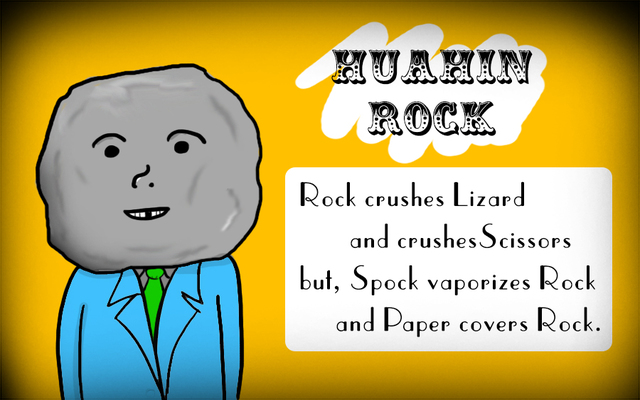 HUAHIN
ROCK
Rock crushes Lizard
and crushesScissors
but, Spock vaporizes Rock
and Paper covers Rock.